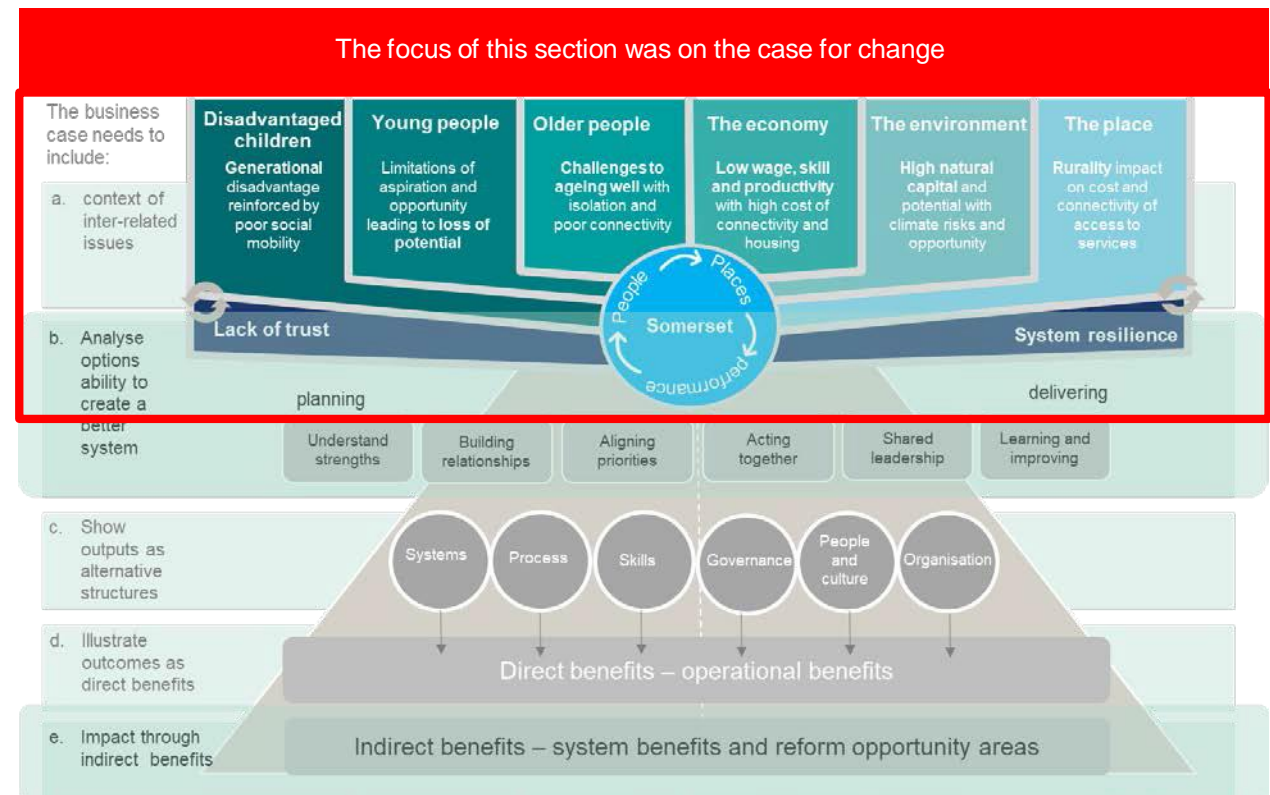 The focus of this section was on the case for change
The business
case needs to
include:
a. context of
inter-related
issues
Disadvantaged
children
Generational
disadvantage
reinforced by
poor social
mobility
Young people
Limitations of
aspiration and
opportunity
leading to loss of
potential
Older people
Challenges to
ageing well with
isolation and
poor connectivity
The economy
Low wage, skill
and productivity
with high cost of
connectivity and
housing
The environment
High natural
capital and
potential with
climate risks and
opportunity
The place
Rurality impact
on cost and
connectivity of
access to
services
People
Places
performance
Somerset
Lack of trust
System resilience
b. Analyse
options
ability to
create a
better
system
planning
delivering
Understand
strengths
Building
relationships
Aligning
priorities
Acting
together
Shared
leadership
Learning and
improving
c. Show
outputs as
alternative
structures
Systems
Process
Skills
Governance
People
and
culture
Organisation
d. Illustrate
outcomes as
direct benefits
Direct benefits – operational benefits
e. Impact through
indirect benefits
Indirect benefits – system benefits and reform opportunity areas